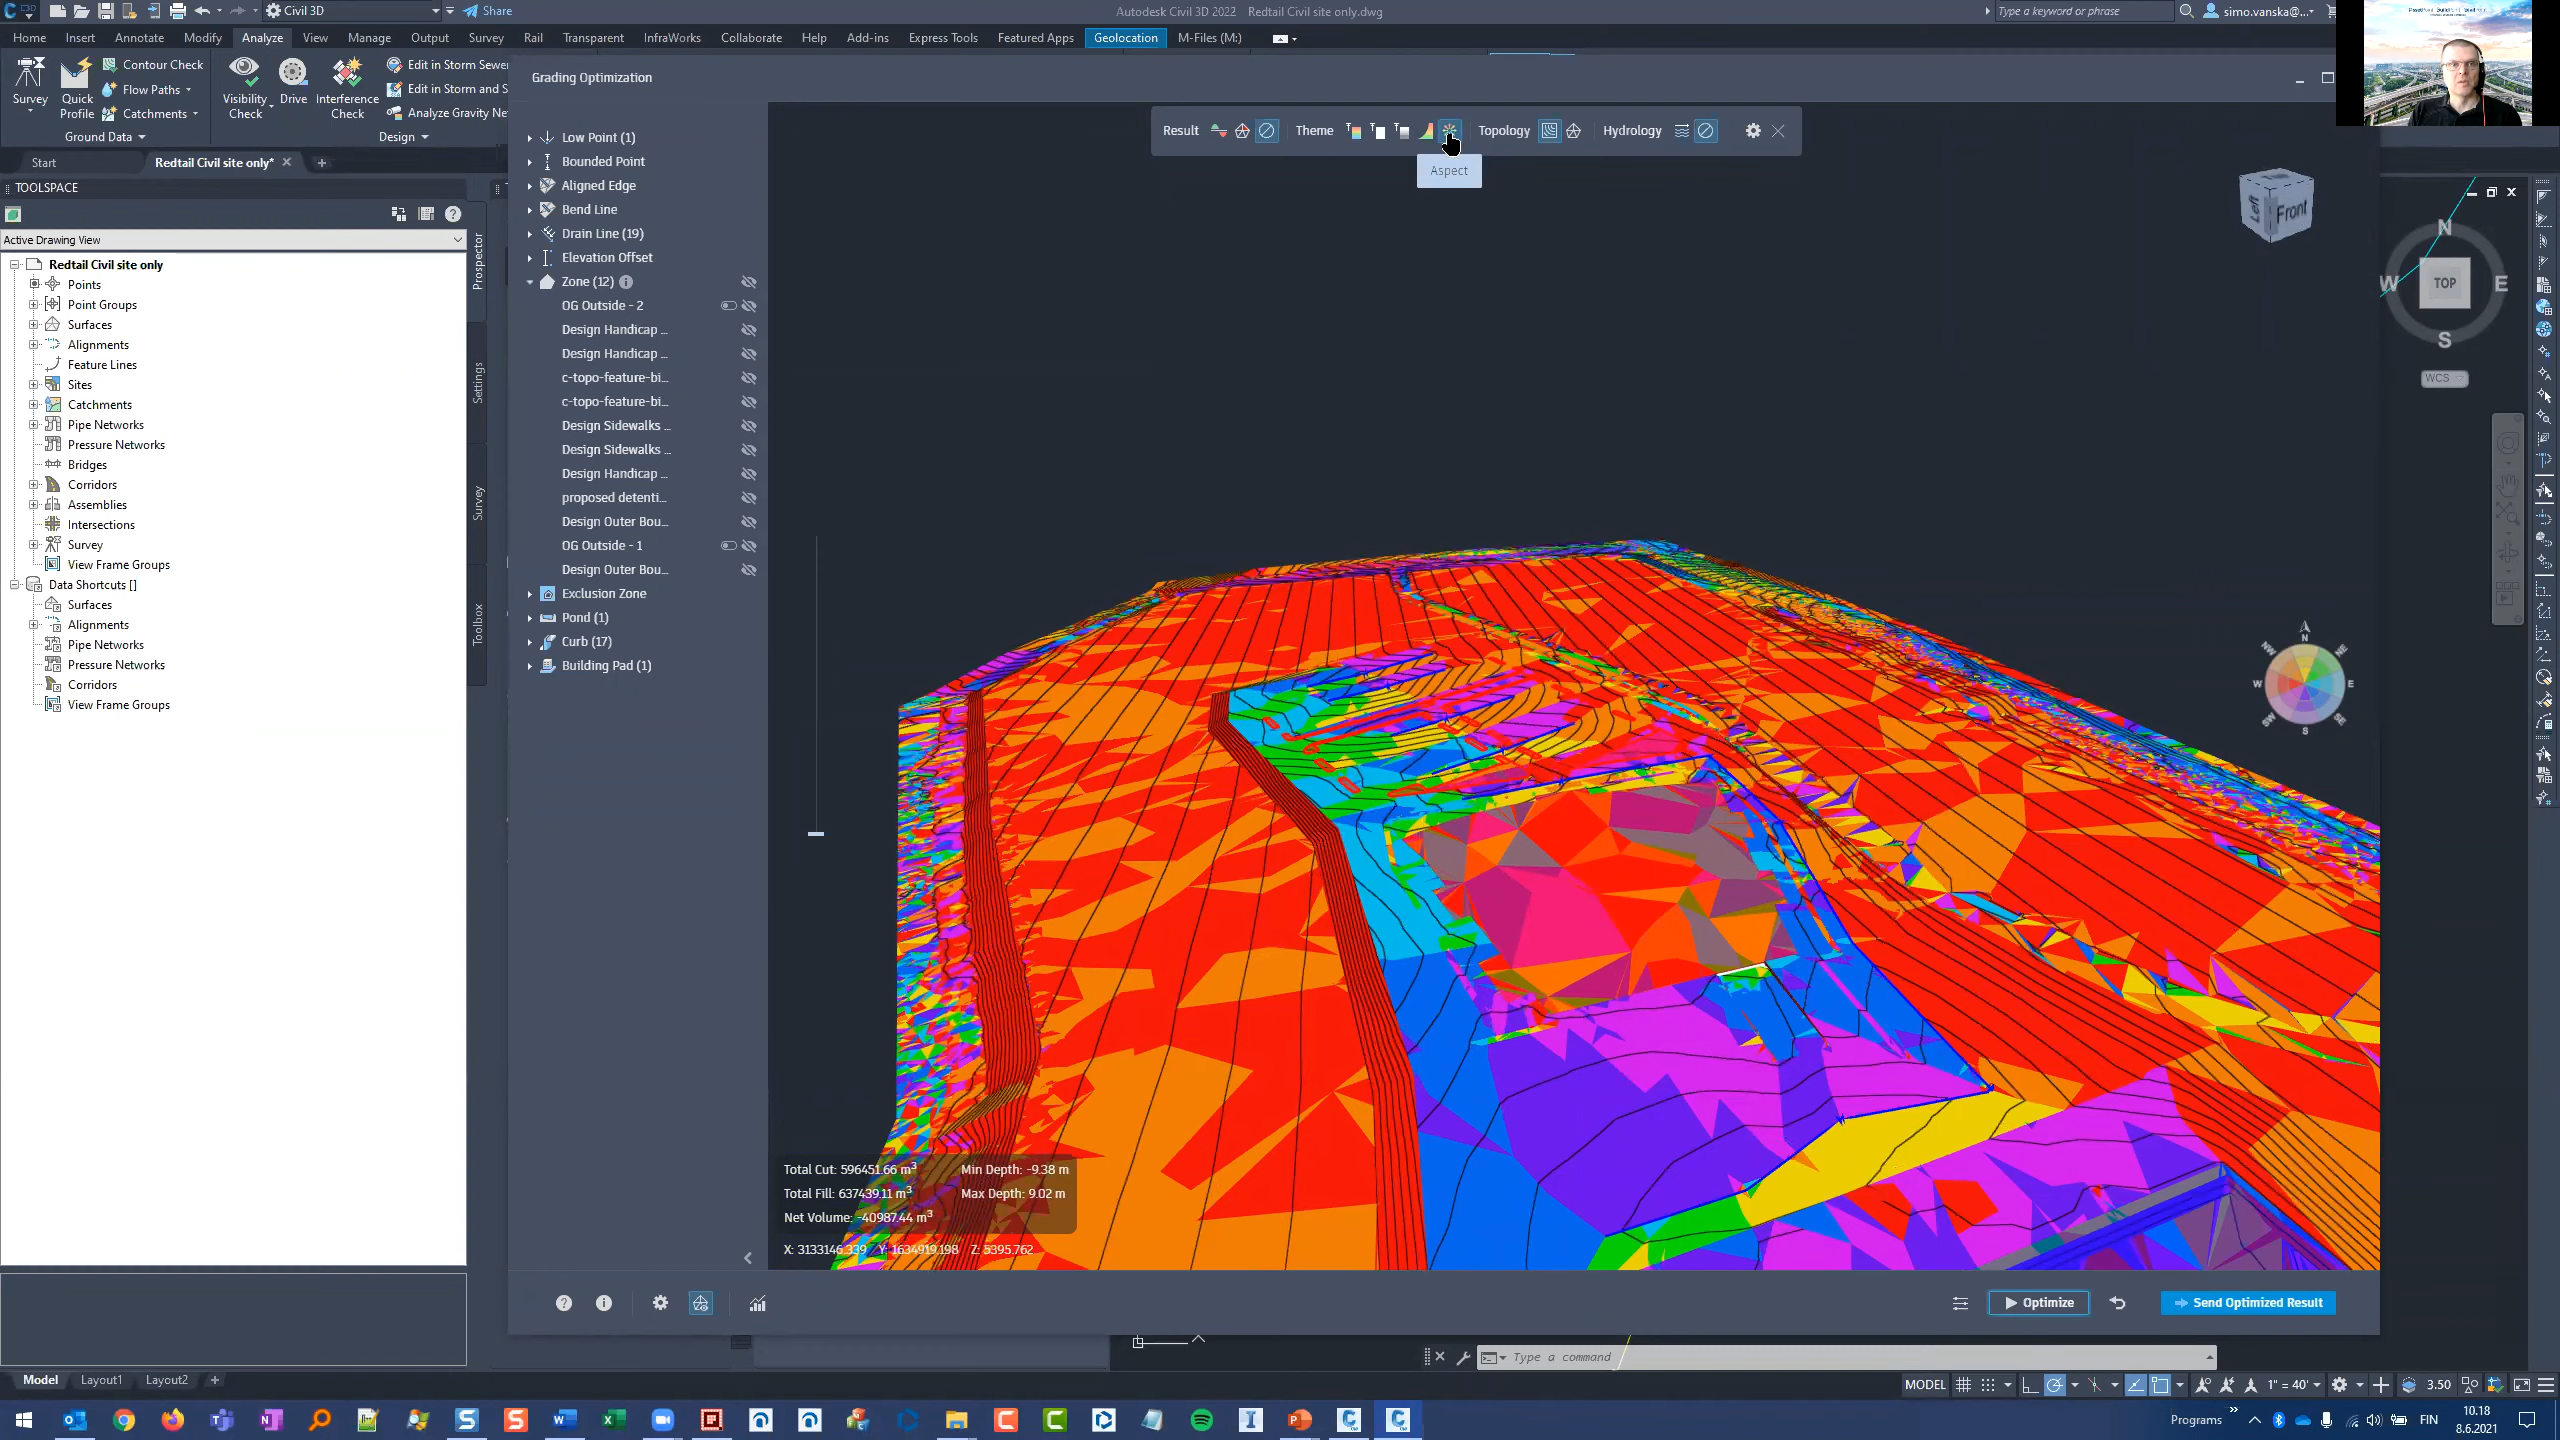 Civil 3D
Share
Autodesk Civil 3D 2022 Redtail Civil site only.dwg
Type a keyword or phrase
simo.vanska@...
Home Insert Annotate Modify Analyze View Manage Output Survey Rail Transparent InfraWorks Collaborate Help Add-ins Express Tools Featured Apps Geolocation M-Files (M:)
Survey
Quick Profile
Contour Check
Flow Paths
Catchments
Ground Data
Visibility Check
Drive
Interference Check
Edit in Storm Sewe
Edit in Storm and S
Analyze Gravity Ne
Design
Start
Redtail Civil site only*
TOOLSPACE
Active Drawing View
Redtail Civil site only
Points
Point Groups
Surfaces
Alignments
Feature Lines
Sites
Catchments
Pipe Networks
Pressure Networks
Bridges
Corridors
Assemblies
Intersections
Survey
View Frame Groups
Data Shortcuts []
Surfaces
Alignments
Pipe Networks
Pressure Networks
Corridors
View Frame Groups
Prospector
Settings
Survey
Toolbox
Grading Optimization
Low Point (1)
Bounded Point
Aligned Edge
Bend Line
Drain Line (19)
Elevation Offset
Zone (12)
OG Outside - 2
Design Handicap ...
Design Handicap ...
c-topo-feature-bi...
c-topo-feature-bi...
Design Sidewalks ...
Design Sidewalks ...
Design Handicap ...
proposed detenti...
Design Outer Bou...
OG Outside - 1
Design Outer Bou...
Exclusion Zone
Pond (1)
Curb (17)
Building Pad (1)
Result Theme Topology Hydrology
Aspect
Left Front
N
W TOP E
S
WCS
N
NW NE
W E
SW SE
S
Total Cut: 596451.66 m³ Min Depth: -9.38 m
Total Fill: 637439.11 m³ Max Depth: 9.02 m
Net Volume: -40987.44 m³
X: 3133146.339 Y: 1634919.198 Z: 5395.762
Optimize
Send Optimized Result
Type a command
Model Layout1 Layout2
MODEL
1" = 40'
3.50
Programs
FIN
10.18
8.6.2021